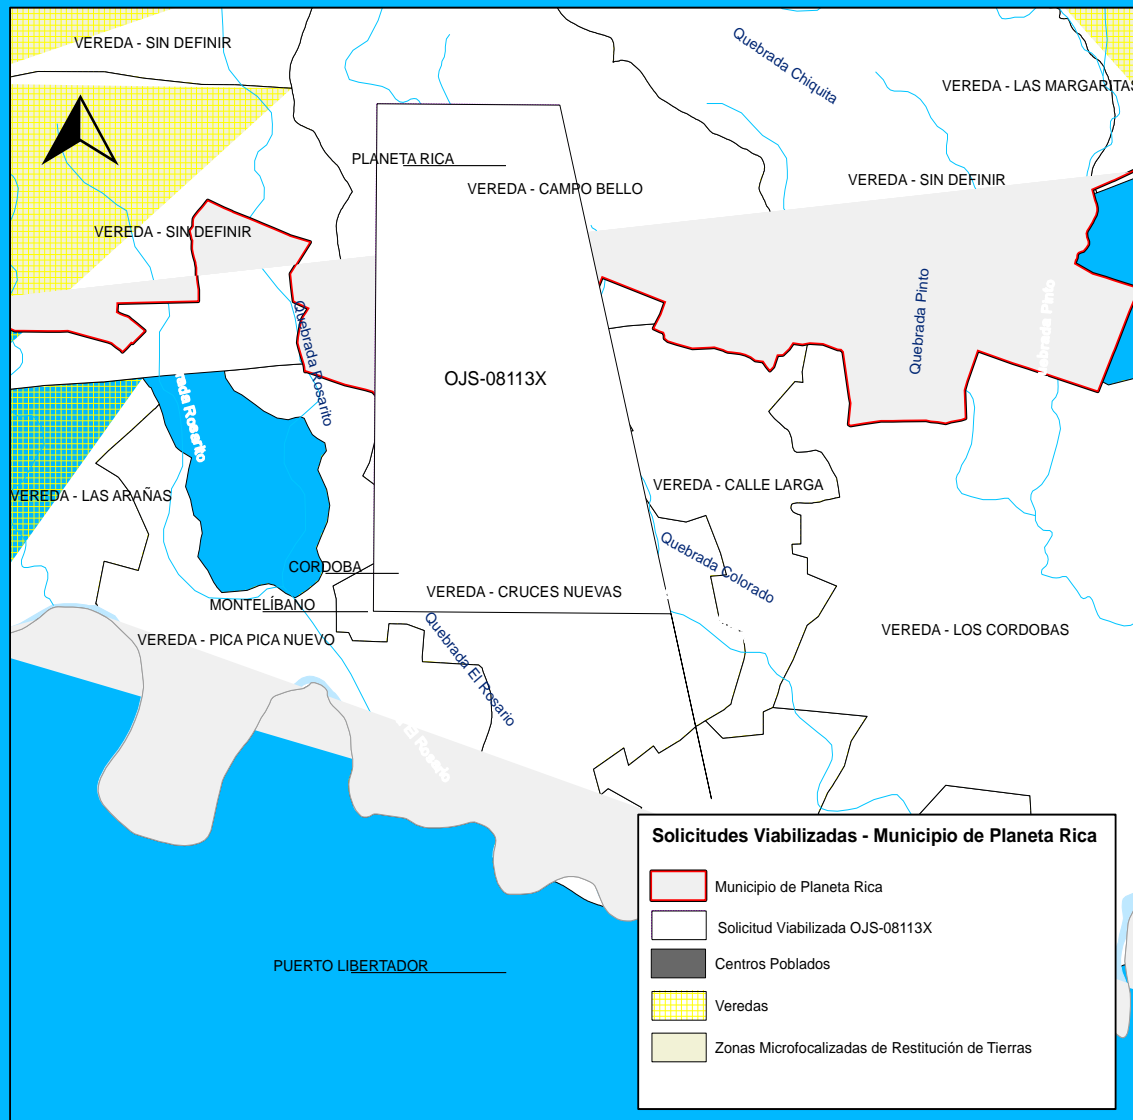 VEREDA - SIN DEFINIR
Quebrada Chiquita
VEREDA - LAS MARGARITAS
PLANETA RICA
VEREDA - CAMPO BELLO
VEREDA - SIN DEFINIR
VEREDA - SIN DEFINIR
Quebrada Pinto
Quebrada Rosarito
OJS-08113X
VEREDA - LAS ARAÑAS
VEREDA - CALLE LARGA
Quebrada Colorado
CORDOBA
VEREDA - CRUCES NUEVAS
MONTELÍBANO
VEREDA - PICA PICA NUEVO
Quebrada El Rosario
VEREDA - LOS CORDOBAS
PUERTO LIBERTADOR
Solicitudes Viabilizadas - Municipio de Planeta Rica
Municipio de Planeta Rica
Solicitud Viabilizada OJS-08113X
Centros Poblados
Veredas
Zonas Microfocalizadas de Restitución de Tierras